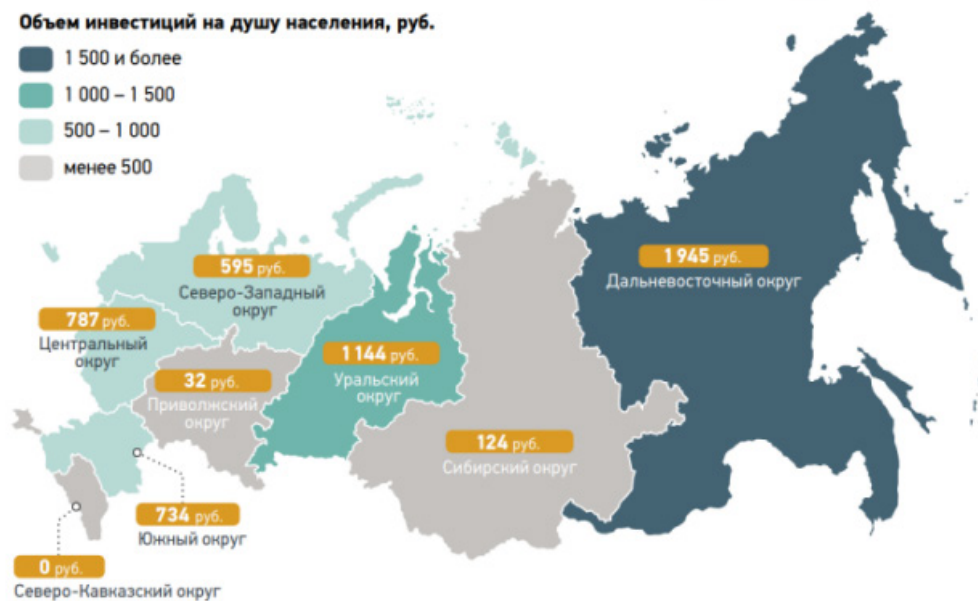 Объем инвестиций на душу населения, руб.
1 500 и более
1 000 – 1 500
500 – 1 000
менее 500
595 руб.
Северо-Западный
округ
787 руб.
Центральный
округ
32 руб.
Приволжский
округ
1 144 руб.
Уральский
округ
1 945 руб.
Дальневосточный округ
124 руб.
Сибирский округ
734 руб.
Южный округ
0 руб.
Северо-Кавказский округ